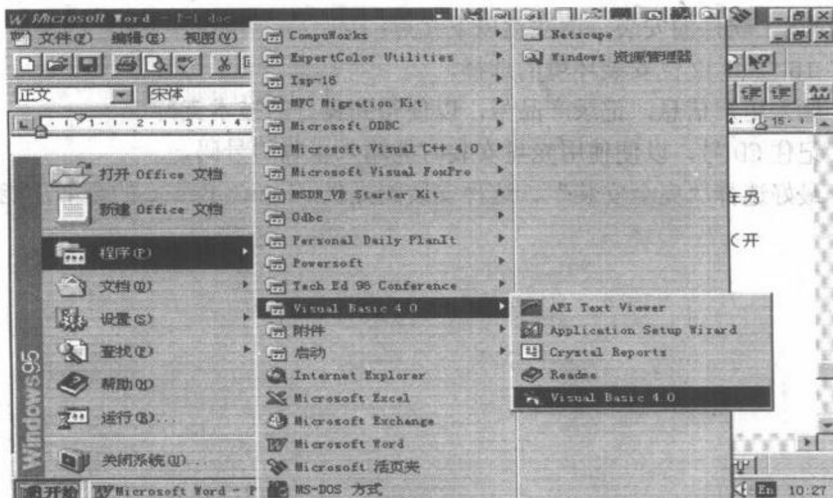 Microsoft Word - 1-1.doc
文件(F) 编辑(E) 视图(V)
正文 宋体
打开 Office 文档
新建 Office 文档
程序(P)
文档(D)
设置(S)
查找(F)
帮助(H)
运行(R)...
关闭系统(U)...
Windows95
CompuWorks
ExpertColor Utilities
Isp~16
MFC Migration Kit
Microsoft ODBC
Microsoft Visual C++ 4.0
Microsoft Visual FoxPro
MSDN_VB Starter Kit
Odbc
Personal Daily PlanIt
Powersoft
Tech Ed 96 Conference
Visual Basic 4.0
附件
启动
Internet Explorer
Microsoft Excel
Microsoft Exchange
Microsoft Word
Microsoft 活页夹
MS-DOS 方式
Netscape
Windows 资源管理器
在另
(开
API Text Viewer
Application Setup Wizard
Crystal Reports
Readme
Visual Basic 4.0
开始 Microsoft Word -
En 10:27